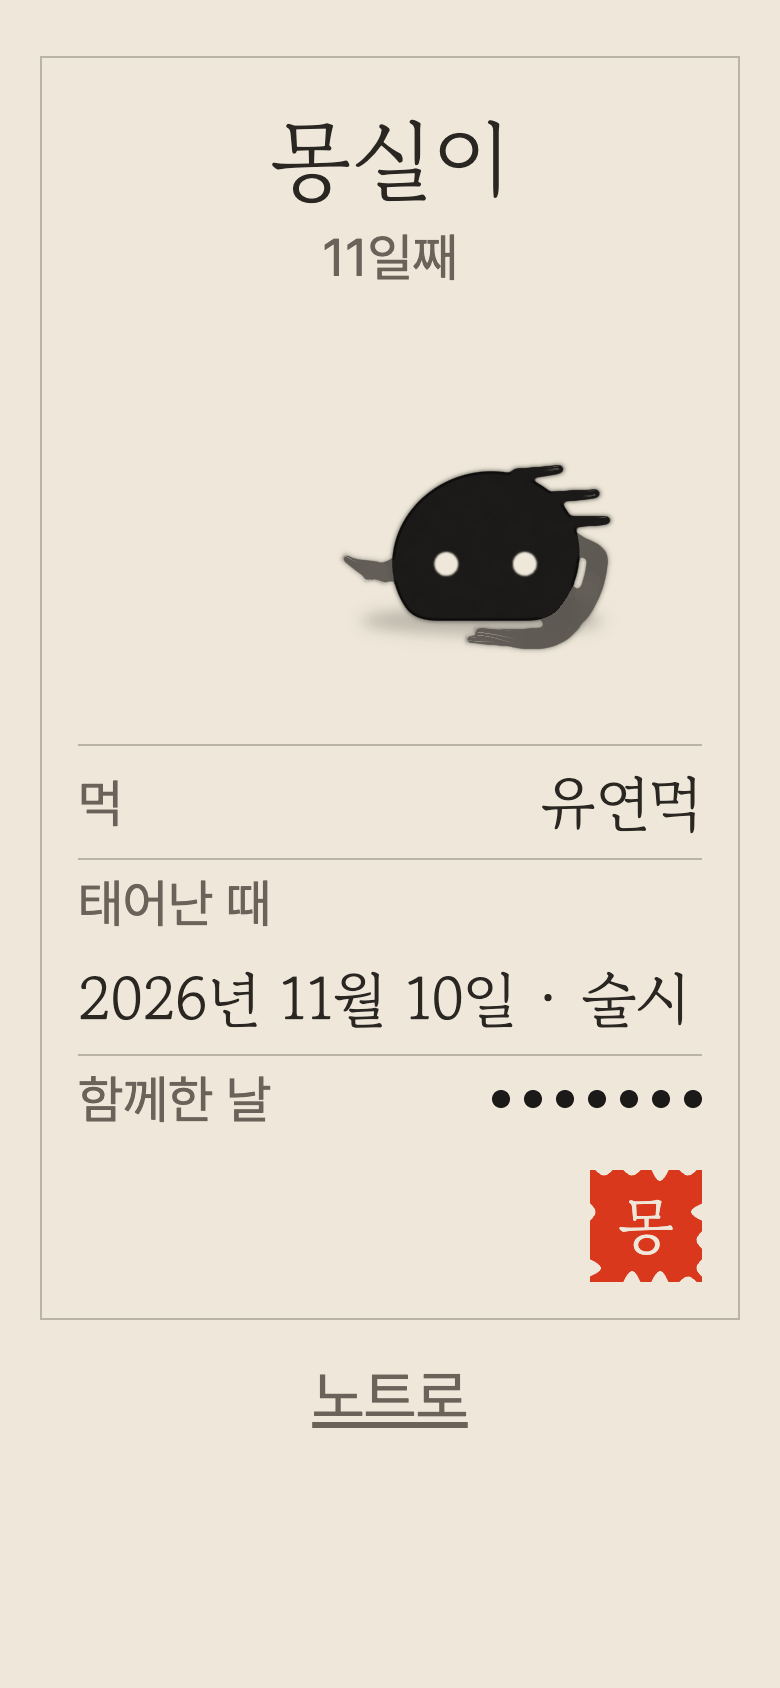 몽실이
11일째
먹 유연먹
태어난 때
2026년 11월 10일 · 술시
함께한 날
몽
노트로